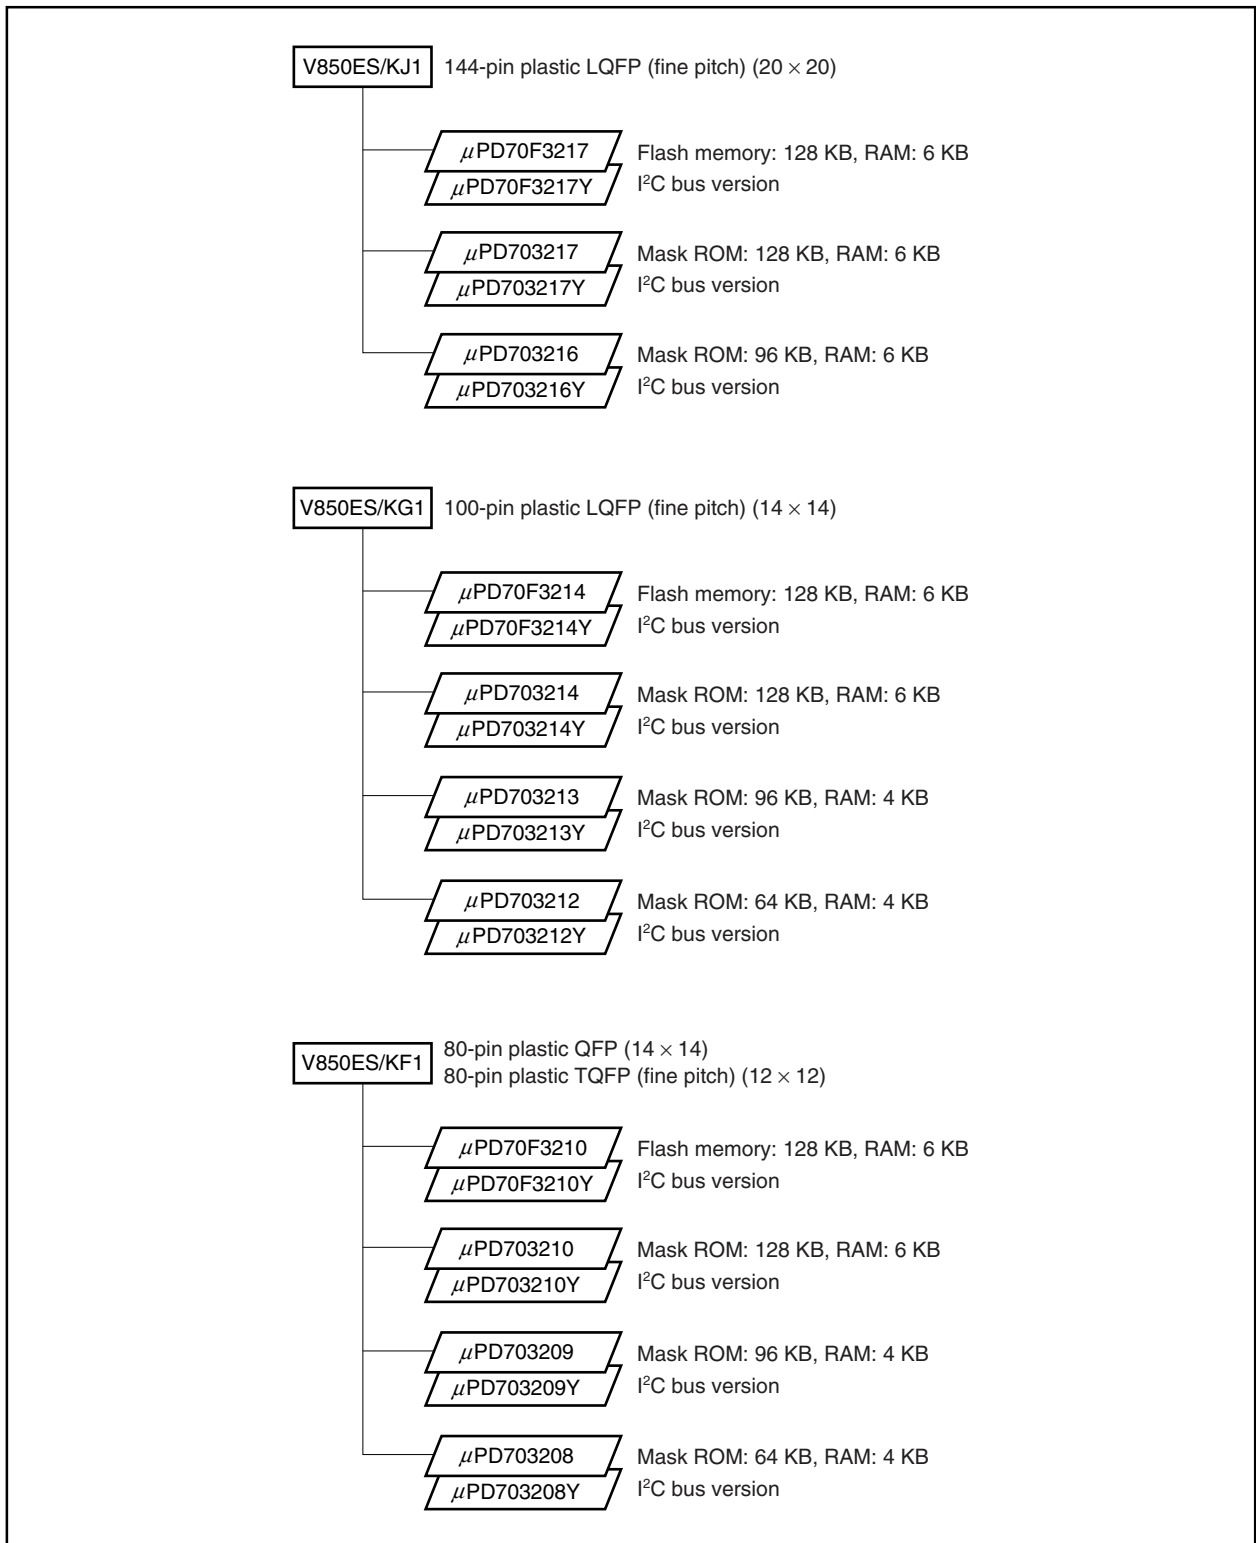 V850ES/KJ1 144-pin plastic LQFP (fine pitch) (20 × 20)
μPD70F3217 Flash memory: 128 KB, RAM: 6 KB
μPD70F3217Y I²C bus version
μPD703217 Mask ROM: 128 KB, RAM: 6 KB
μPD703217Y I²C bus version
μPD703216 Mask ROM: 96 KB, RAM: 6 KB
μPD703216Y I²C bus version
V850ES/KG1 100-pin plastic LQFP (fine pitch) (14 × 14)
μPD70F3214 Flash memory: 128 KB, RAM: 6 KB
μPD70F3214Y I²C bus version
μPD703214 Mask ROM: 128 KB, RAM: 6 KB
μPD703214Y I²C bus version
μPD703213 Mask ROM: 96 KB, RAM: 4 KB
μPD703213Y I²C bus version
μPD703212 Mask ROM: 64 KB, RAM: 4 KB
μPD703212Y I²C bus version
V850ES/KF1 80-pin plastic QFP (14 × 14)
80-pin plastic TQFP (fine pitch) (12 × 12)
μPD70F3210 Flash memory: 128 KB, RAM: 6 KB
μPD70F3210Y I²C bus version
μPD703210 Mask ROM: 128 KB, RAM: 6 KB
μPD703210Y I²C bus version
μPD703209 Mask ROM: 96 KB, RAM: 4 KB
μPD703209Y I²C bus version
μPD703208 Mask ROM: 64 KB, RAM: 4 KB
μPD703208Y I²C bus version